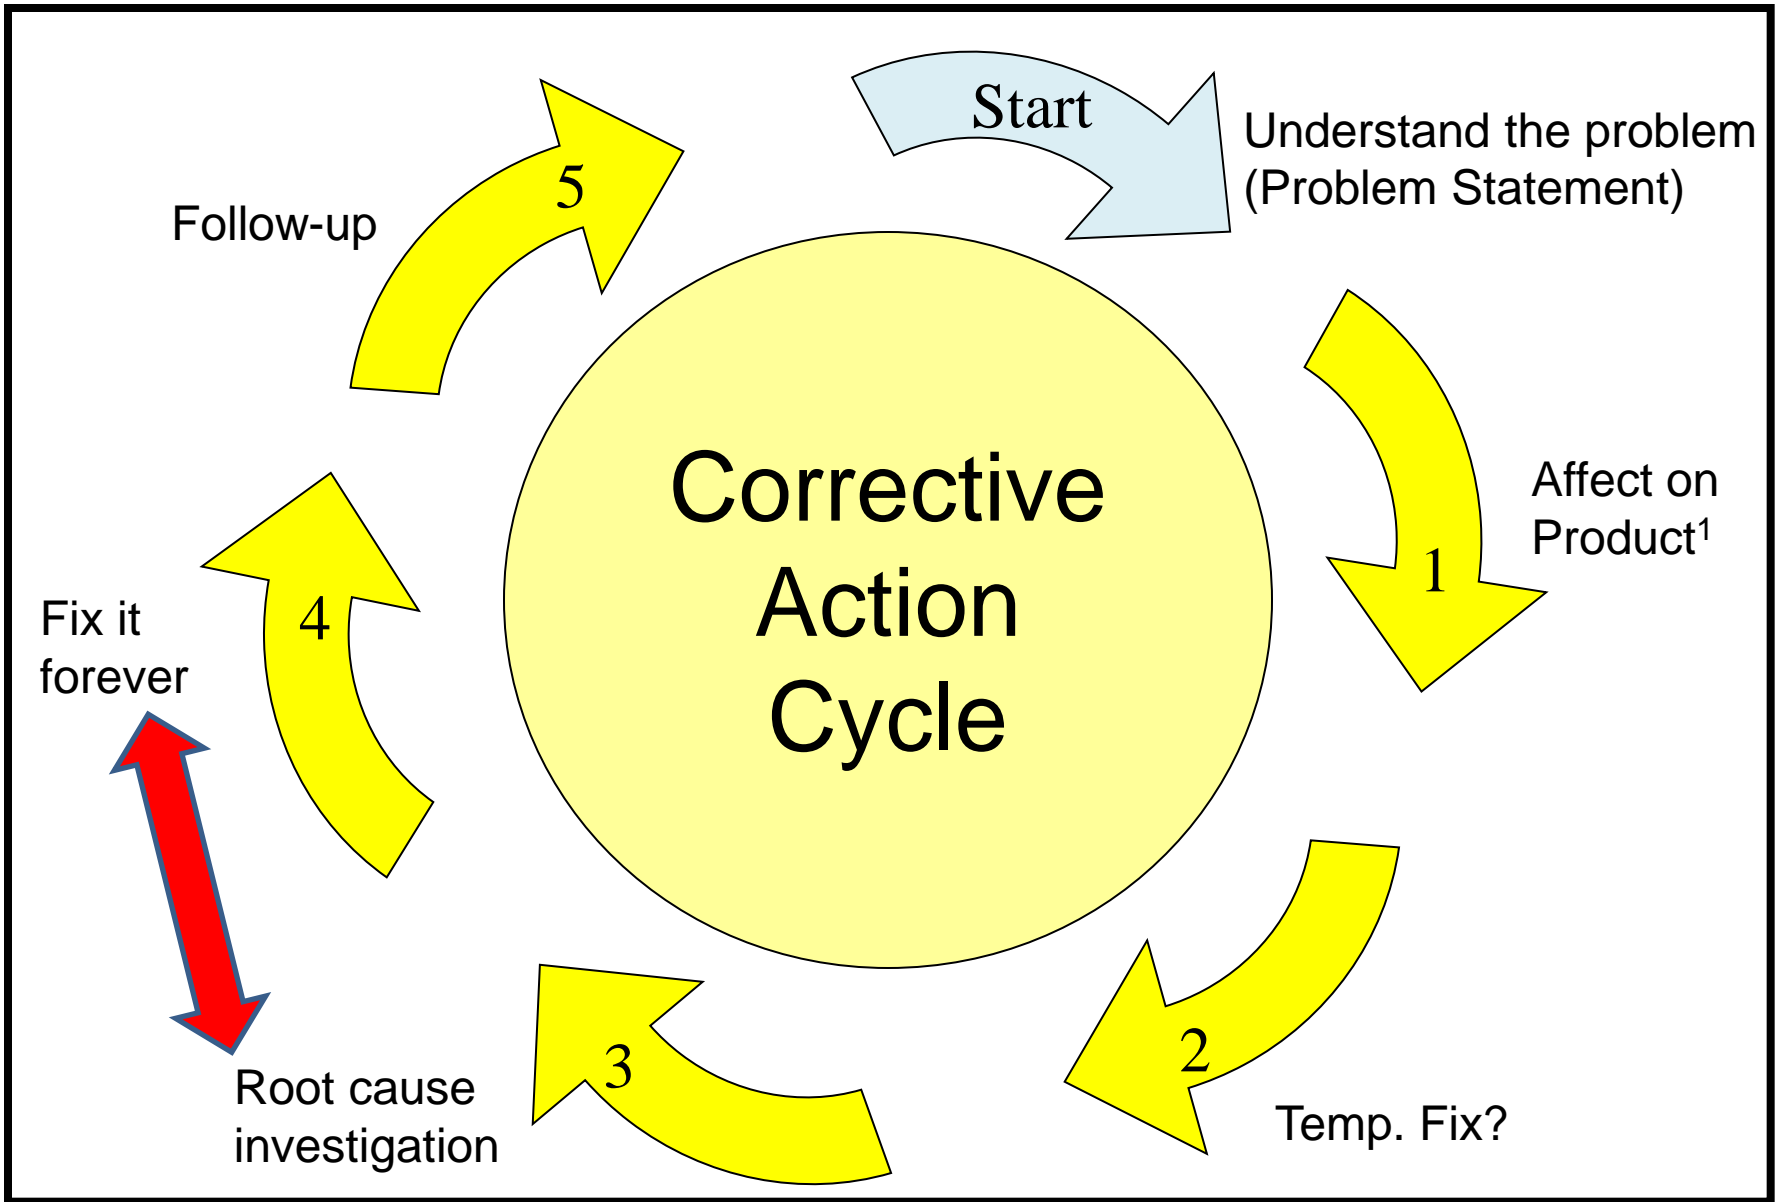 Start
Understand the problem
(Problem Statement)
5
Follow-up
Corrective
Action
Cycle
Affect on
Product¹
1
4
Fix it
forever
2
3
Root cause
investigation
Temp. Fix?